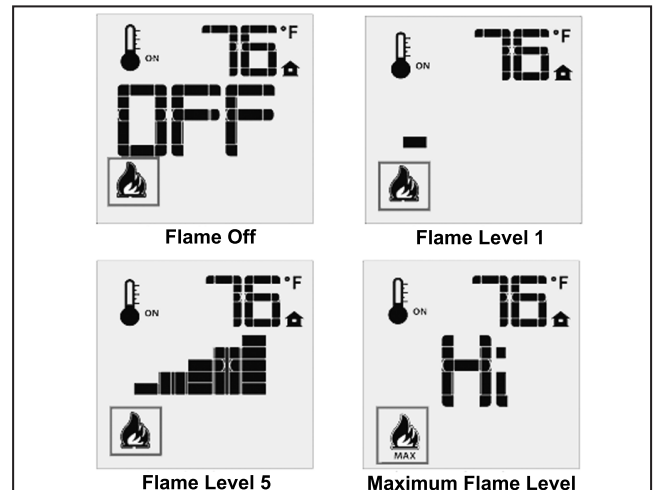 ON 76 °F
OFF
Flame Off
ON 76 °F
Flame Level 1
ON 76 °F
Flame Level 5
ON 76 °F
Hi
MAX
Maximum Flame Level